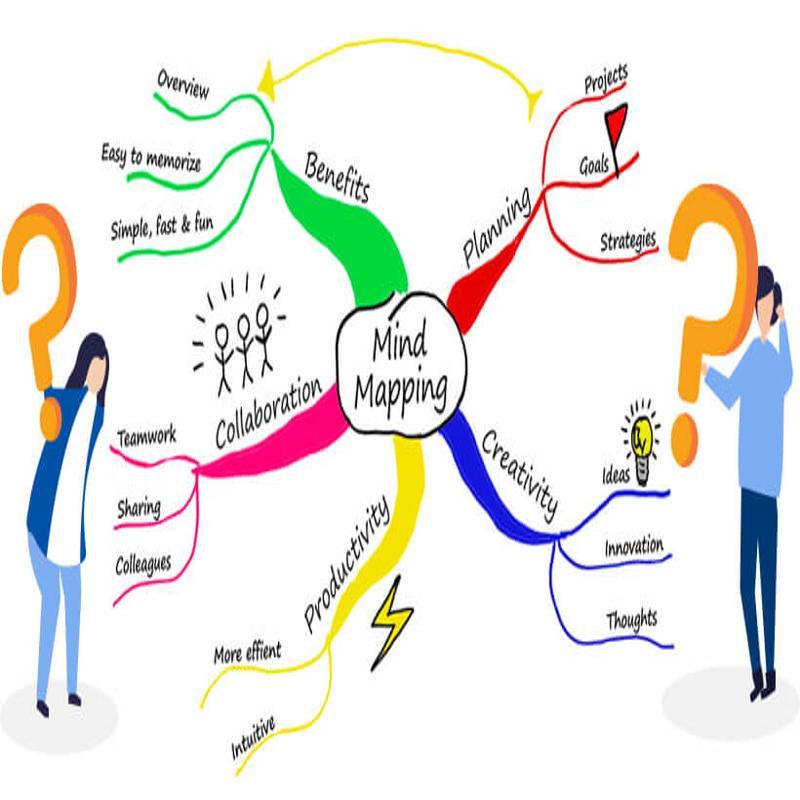 Mind
Mapping
Benefits
Overview
Easy to memorize
Simple, fast & fun
Planning
Projects
Goals
Strategies
Collaboration
Teamwork
Sharing
Colleagues
Creativity
Ideas
Innovation
Thoughts
Productivity
More effient
Intuitive